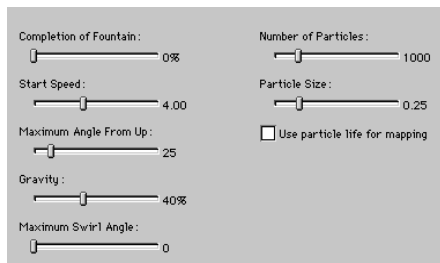 Completion of Fountain:
0%
Start Speed:
4.00
Maximum Angle From Up:
25
Gravity:
40%
Maximum Swirl Angle:
0
Number of Particles:
1000
Particle Size:
0.25
Use particle life for mapping